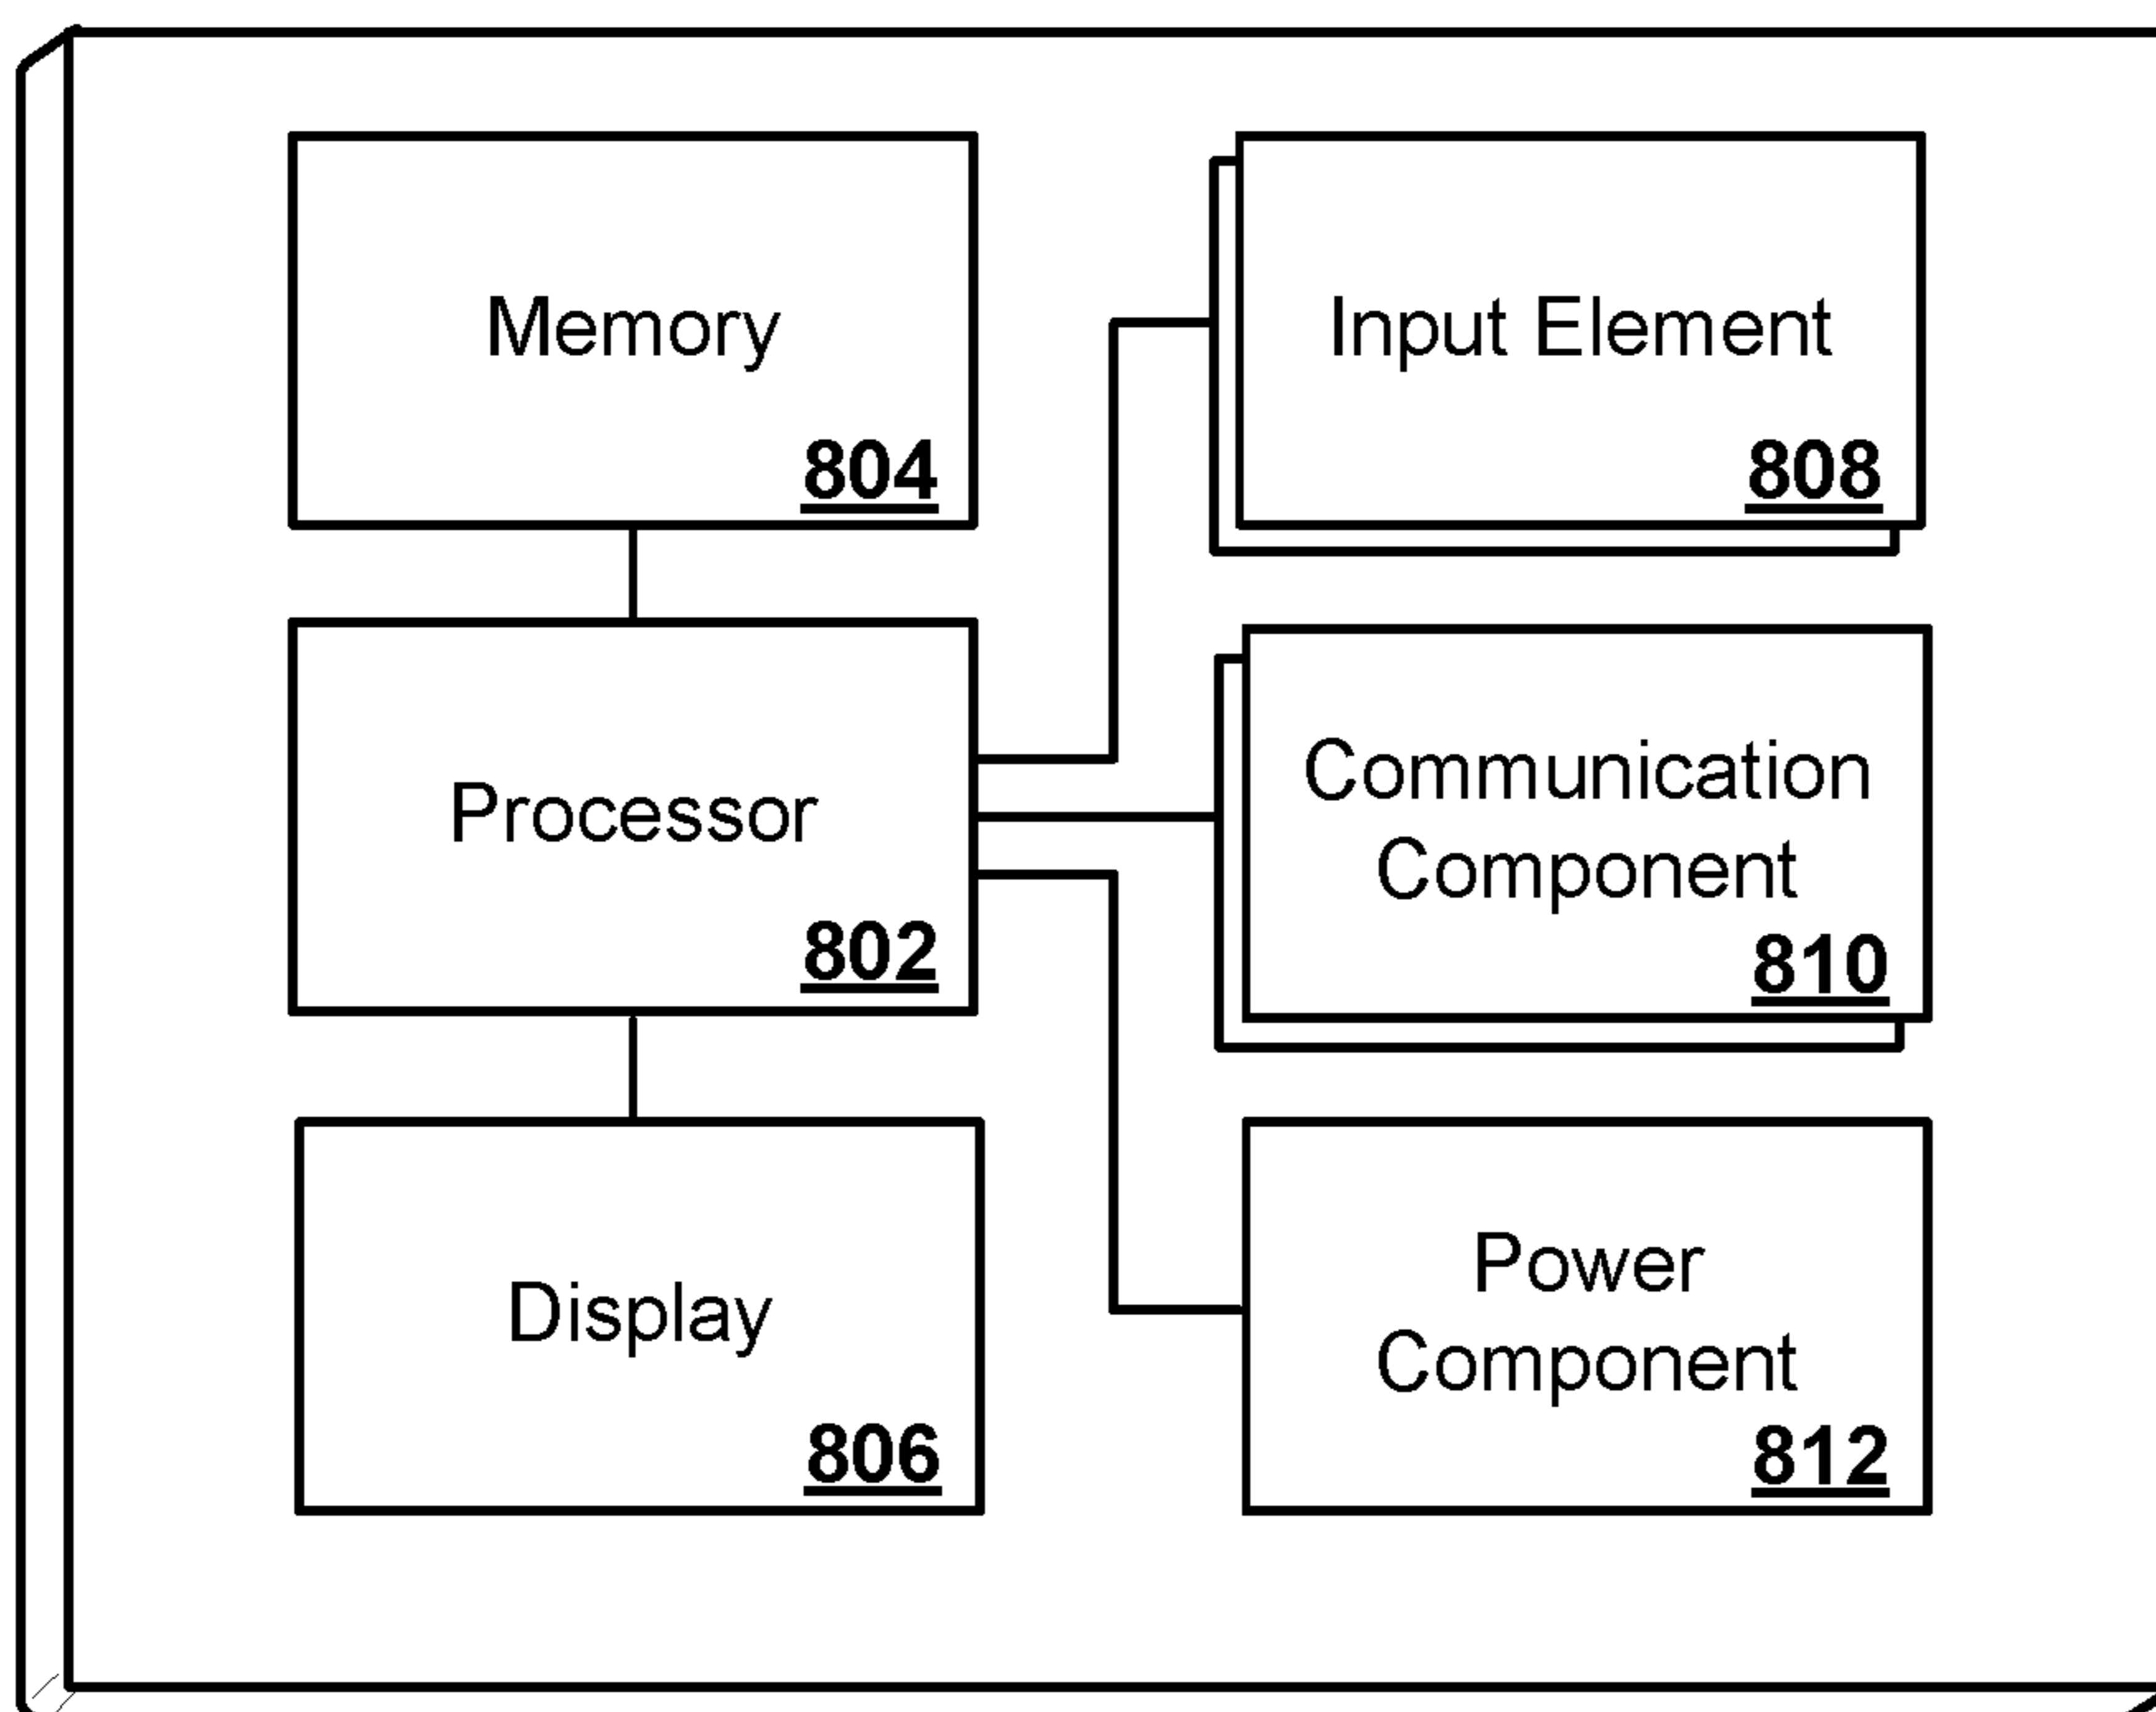 Memory
804
Input Element
808
Processor
802
Communication
Component
810
Display
806
Power
Component
812